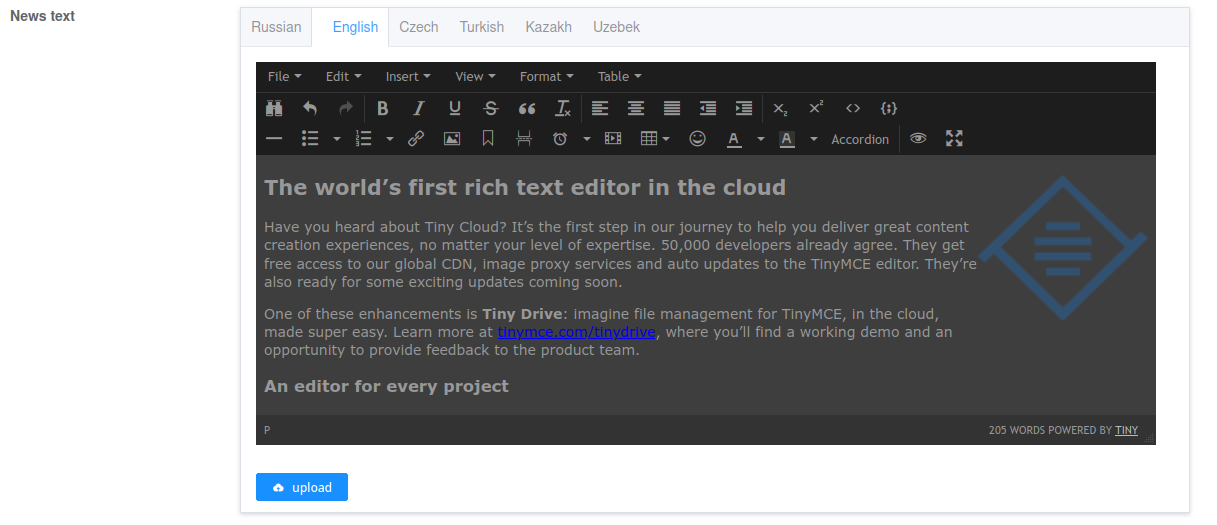 News text
Russian English Czech Turkish Kazakh Uzebek
File Edit Insert View Format Table
Accordion
The world’s first rich text editor in the cloud
Have you heard about Tiny Cloud? It’s the first step in our journey to help you deliver great content
creation experiences, no matter your level of expertise. 50,000 developers already agree. They get
free access to our global CDN, image proxy services and auto updates to the TinyMCE editor. They’re
also ready for some exciting updates coming soon.
One of these enhancements is Tiny Drive: imagine file management for TinyMCE, in the cloud,
made super easy. Learn more at tinymce.com/tinydrive, where you’ll find a working demo and an
opportunity to provide feedback to the product team.
An editor for every project
P 205 WORDS POWERED BY TINY
upload